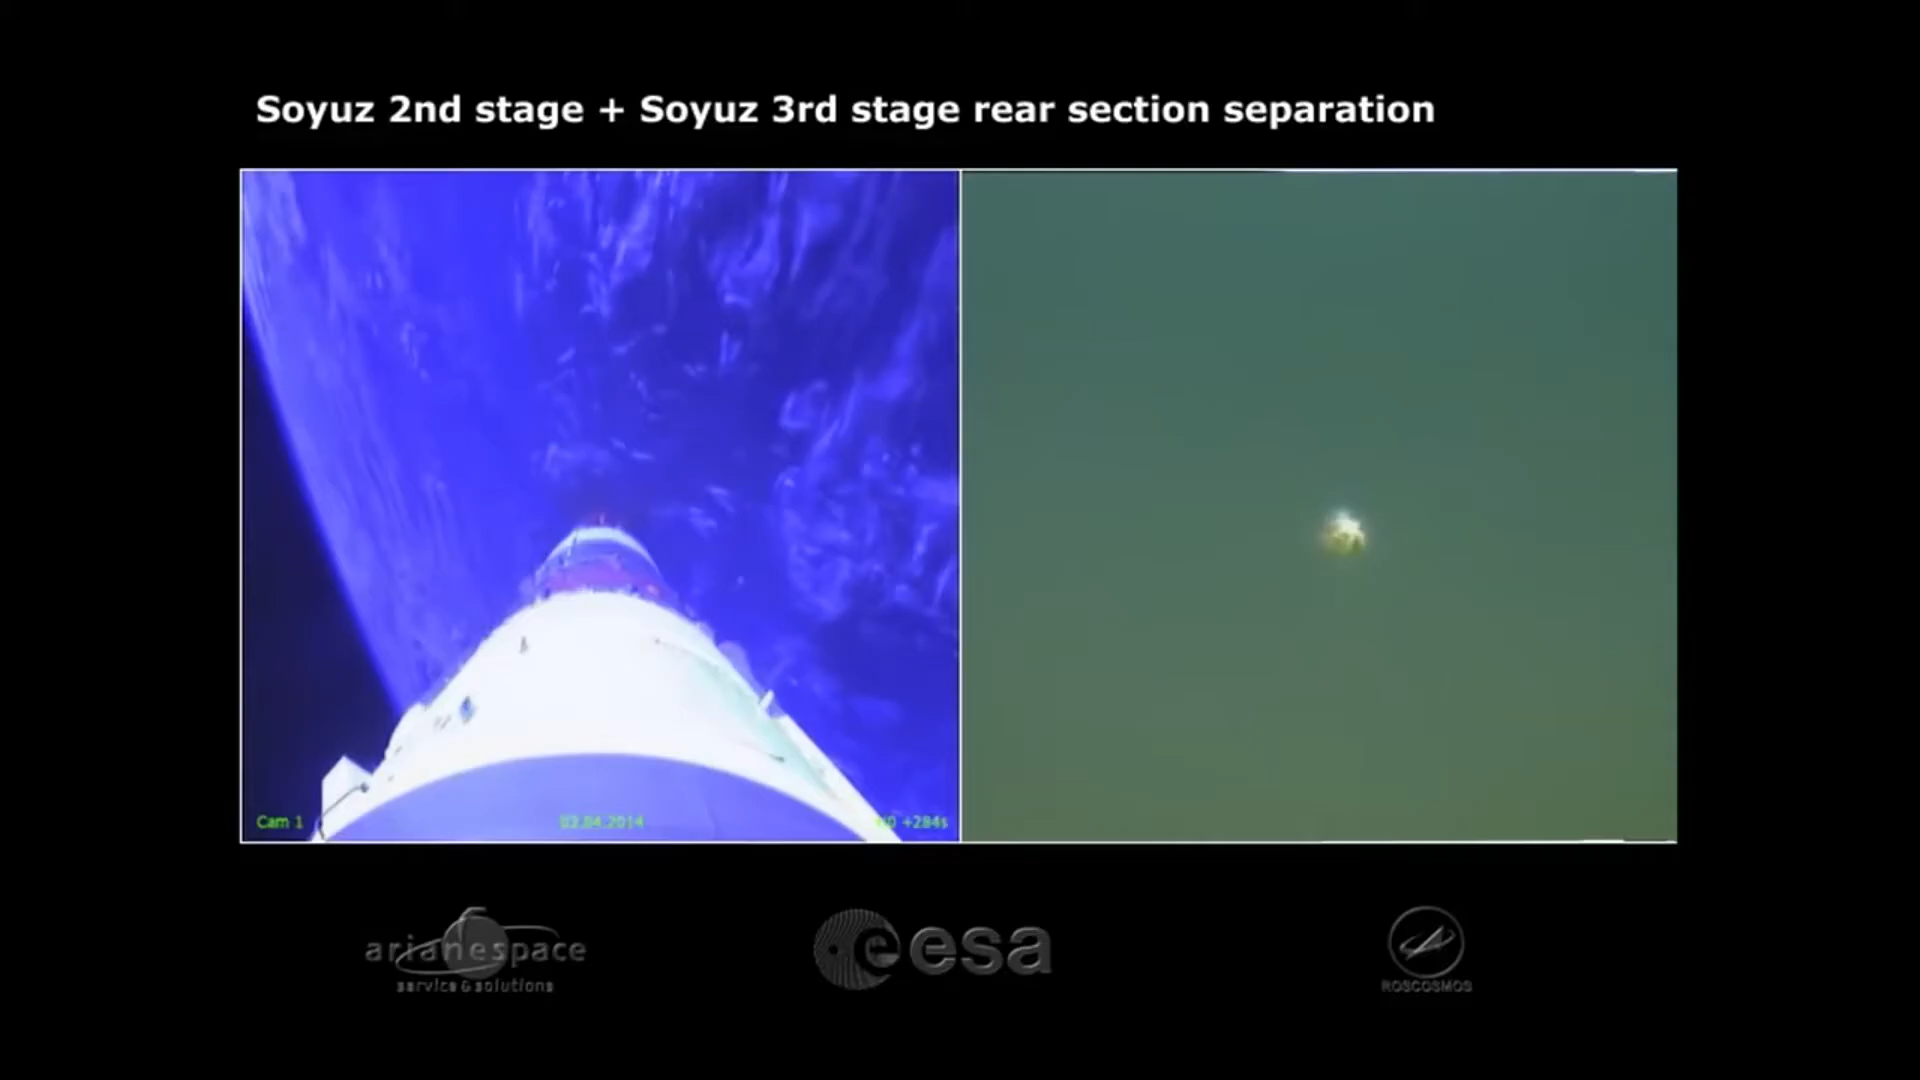 Soyuz 2nd stage + Soyuz 3rd stage rear section separation
Cam 1
03.04.2014
+284s
arianespace
service & solutions
esa
ROSCOSMOS